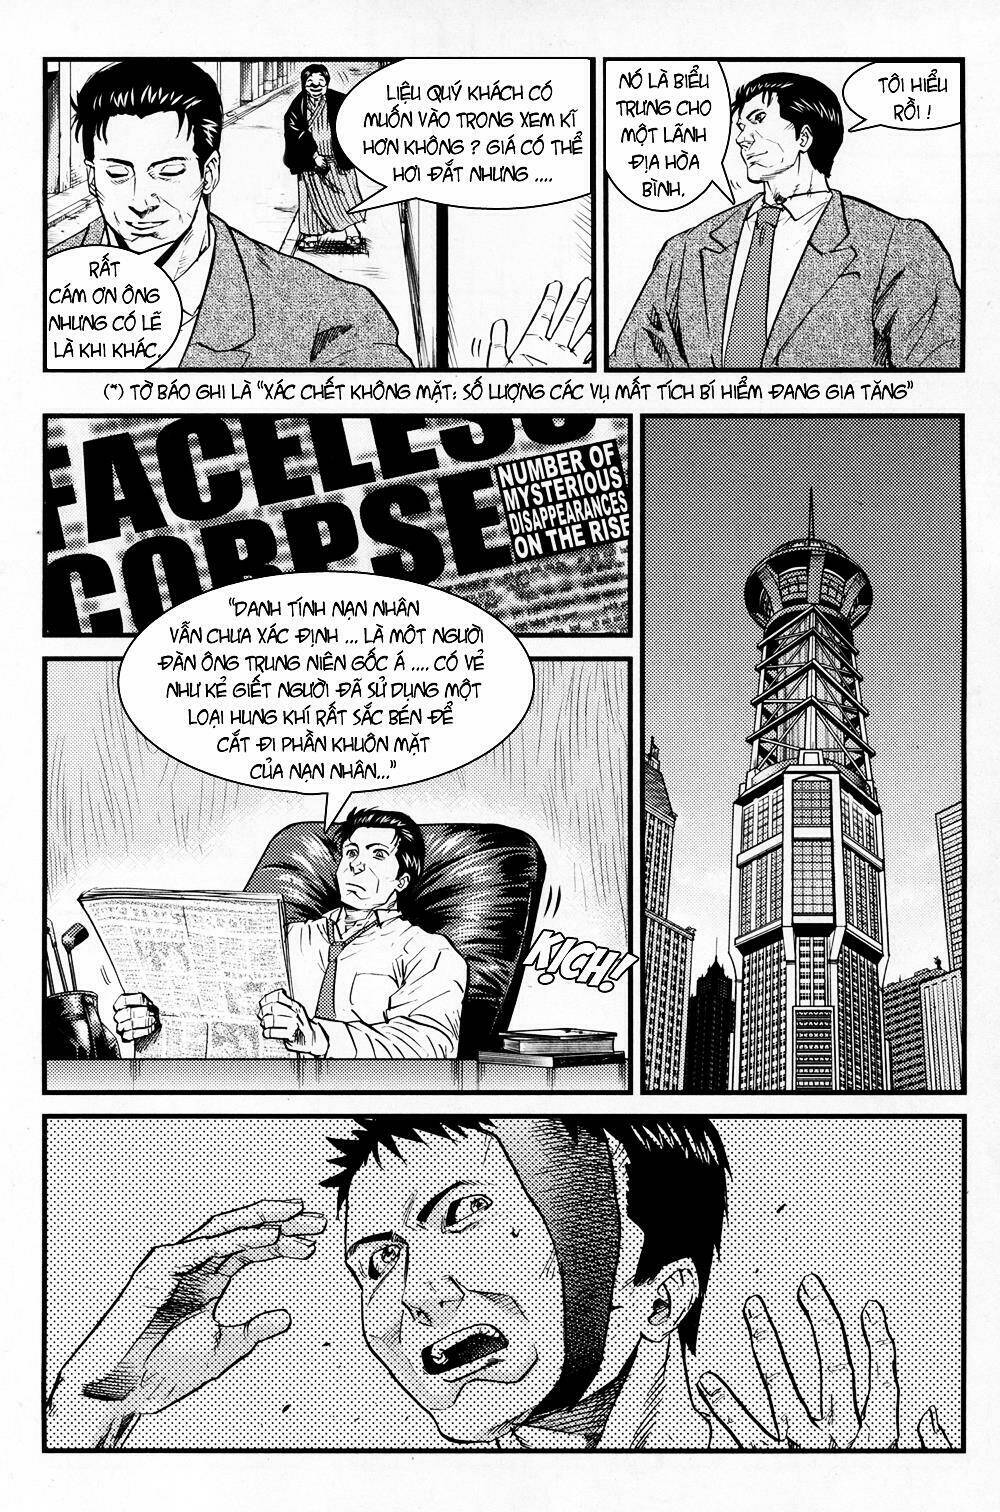 LIỆU QUÝ KHÁCH CÓ
MUỐN VÀO TRONG XEM KĨ
HƠN KHÔNG ? GIÁ CÓ THỂ
HƠI ĐẮT NHƯNG ....
RẤT
CÁM ƠN ÔNG
NHƯNG CÓ LẼ
LÀ KHI KHÁC.
NÓ LÀ BIỂU
TRƯNG CHO
MỘT LÃNH
ĐỊA HÒA
BÌNH.
TÔI HIỂU
RỒI !
(*) TỜ BÁO GHI LÀ "XÁC CHẾT KHÔNG MẶT: SỐ LƯỢNG CÁC VỤ MẤT TÍCH BÍ HIỂM ĐANG GIA TĂNG"
FACELESS
CORPSE
NUMBER OF
MYSTERIOUS
DISAPPEARANCES
ON THE RISE
"DANH TÍNH NẠN NHÂN
VẪN CHƯA XÁC ĐỊNH ... LÀ MỘT NGƯỜI
ĐÀN ÔNG TRUNG NIÊN GỐC Á .... CÓ VẺ
NHƯ KẺ GIẾT NGƯỜI ĐÃ SỬ DỤNG MỘT
LOẠI HUNG KHÍ RẤT SẮC BÉN ĐỂ
CẮT ĐI PHẦN KHUÔN MẶT
CỦA NẠN NHÂN..."
KỊCH!